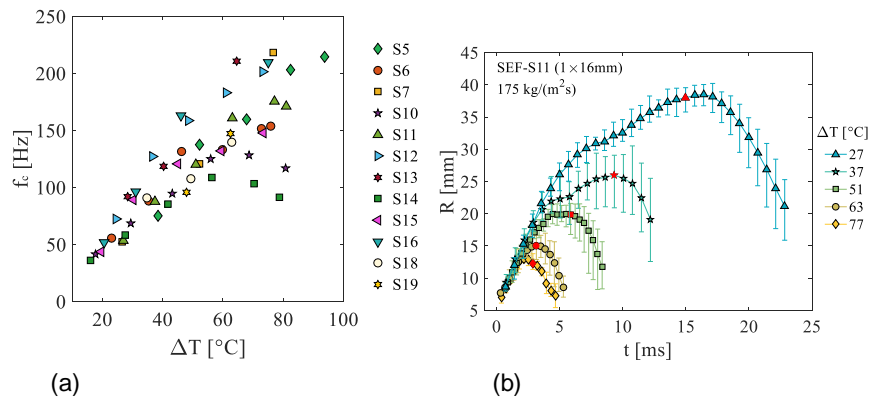 250
200
150
100
50
0
f_c [Hz]
20 40 60 80 100
ΔT [°C]
S5
S6
S7
S10
S11
S12
S13
S14
S15
S16
S18
S19
(a)
SEF-S11 (1×16mm)
175 kg/(m²s)
45
40
35
30
25
20
15
10
5
R [mm]
0 5 10 15 20 25
t [ms]
ΔT [°C]
27
37
51
63
77
(b)